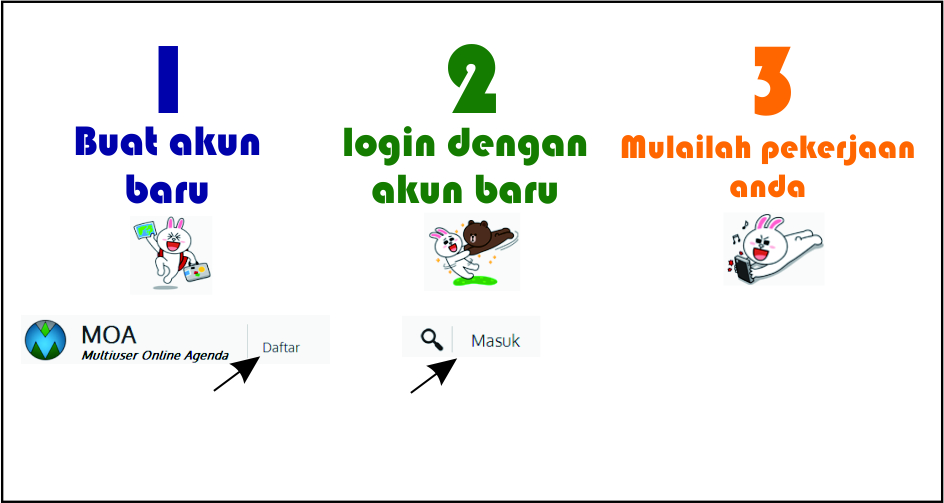 1
Buat akun
baru
2
login dengan
akun baru
3
Mulailah pekerjaan
anda
MOA
Multiuser Online Agenda
Daftar
Masuk